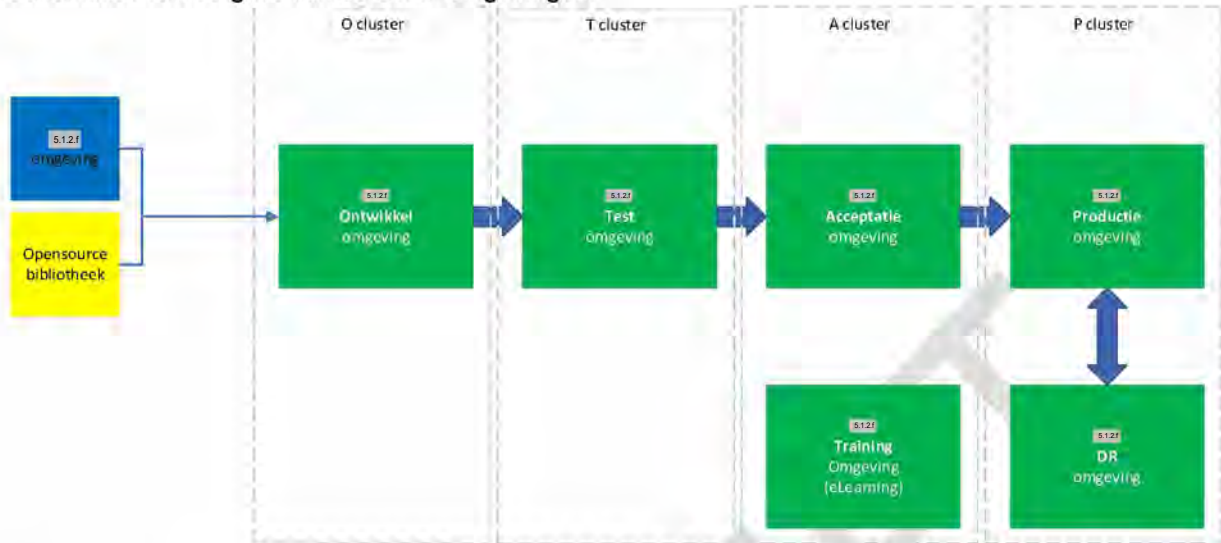 O cluster
T cluster
A cluster
P cluster
5.1.2.f
omgeving
Opensource
bibliotheek
5.1.2.f
Ontwikkel
omgeving
5.1.2.f
Test
omgeving
5.1.2.f
Acceptatie
omgeving
5.1.2.f
Productie
omgeving
5.1.2.f
Training
Omgeving
(eLearning)
5.1.2.f
DR
omgeving